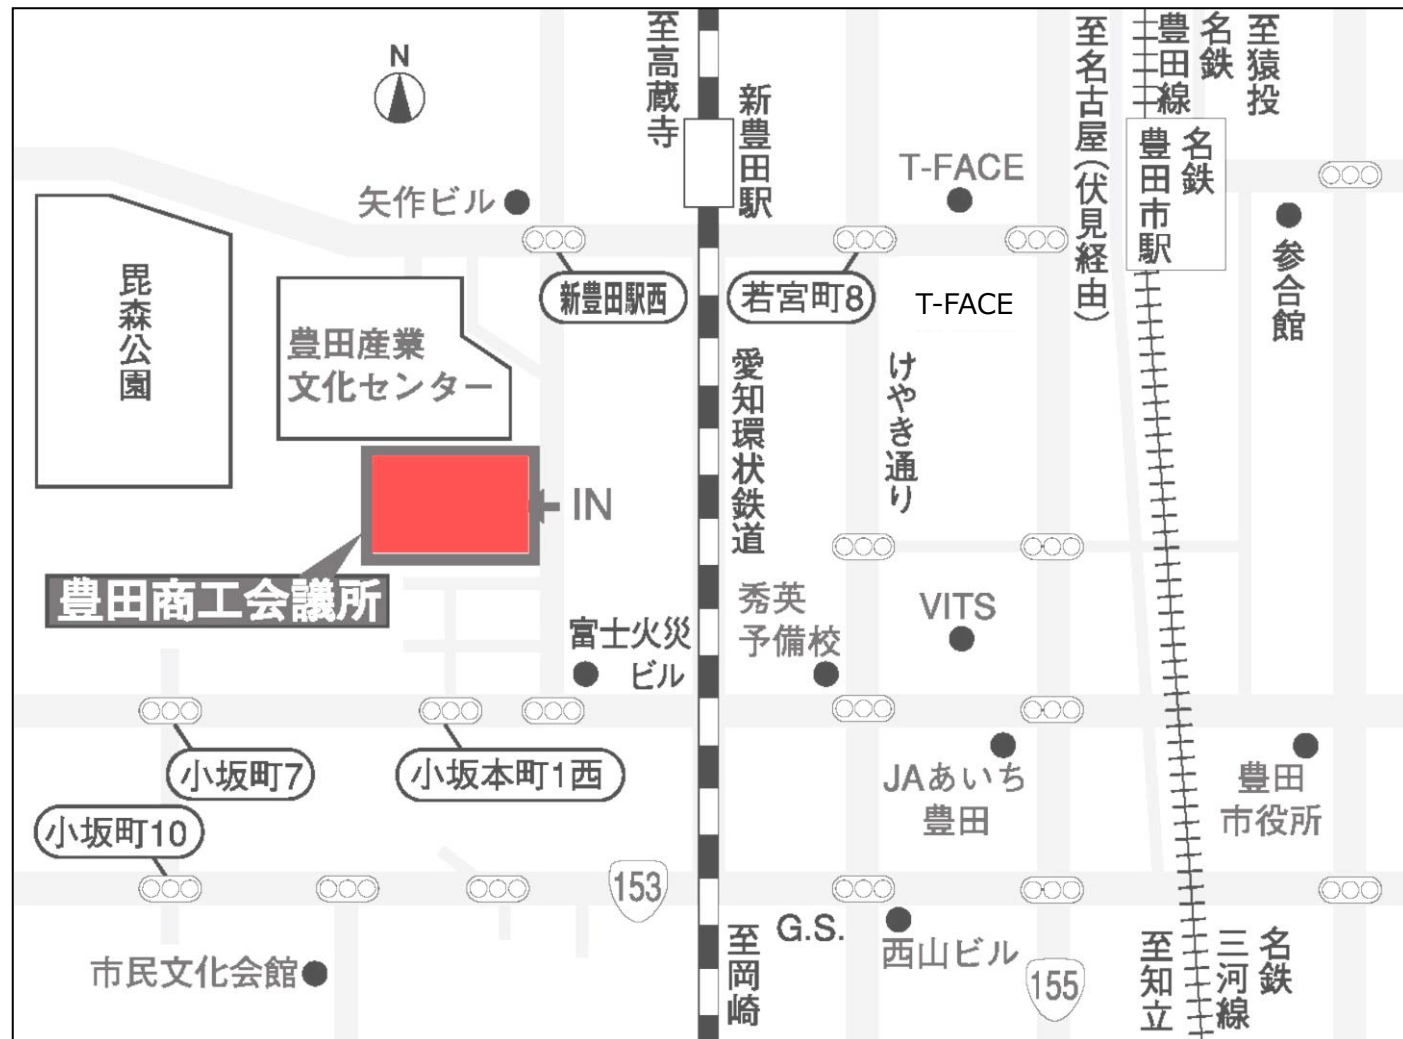 至高蔵寺
新豊田駅
至名古屋(伏見経由)
名鉄
豊田線
至猿投
名鉄
豊田市駅
N
矢作ビル
T-FACE
参合館
新豊田駅西
若宮町8
T-FACE
毘森公園
豊田産業
文化センター
愛知環状鉄道
けやき通り
IN
豊田商工会議所
富士火災
ビル
秀英
予備校
VITS
小坂町7
小坂本町1西
JAあいち
豊田
豊田
市役所
小坂町10
153
G.S.
西山ビル
155
市民文化会館
至岡崎
至知立
名鉄
三河線